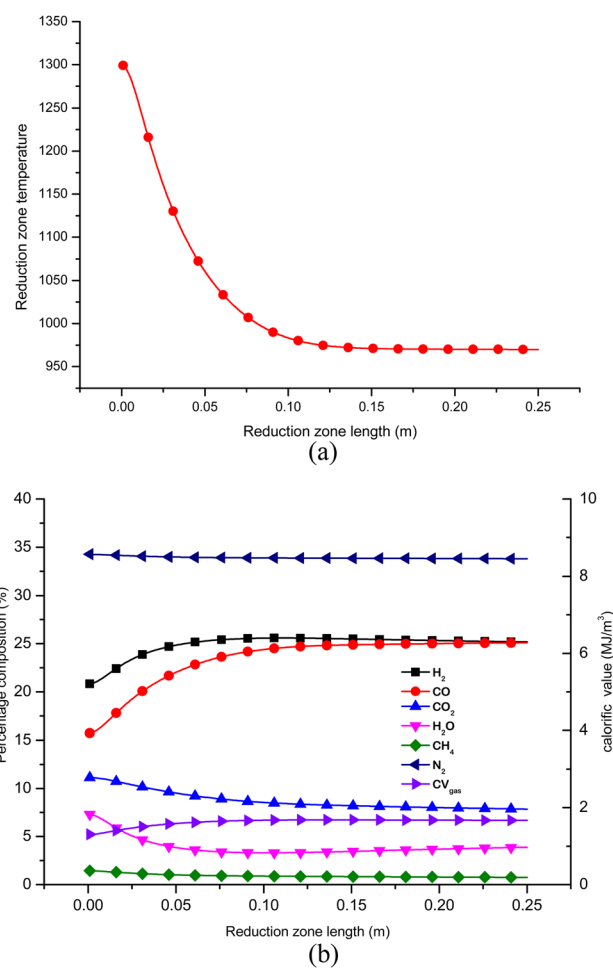 1350
1300
1250
1200
1150
1100
1050
1000
950
Reduction zone temperature
0.00 0.05 0.10 0.15 0.20 0.25
Reduction zone length (m)
(a)
40
35
30
25
20
15
10
5
0
Percentage composition (%)
10
8
6
4
2
0
calorific value (MJ/m³)
H₂
CO
CO₂
H₂O
CH₄
N₂
CVgas
0.00 0.05 0.10 0.15 0.20 0.25
Reduction zone length (m)
(b)